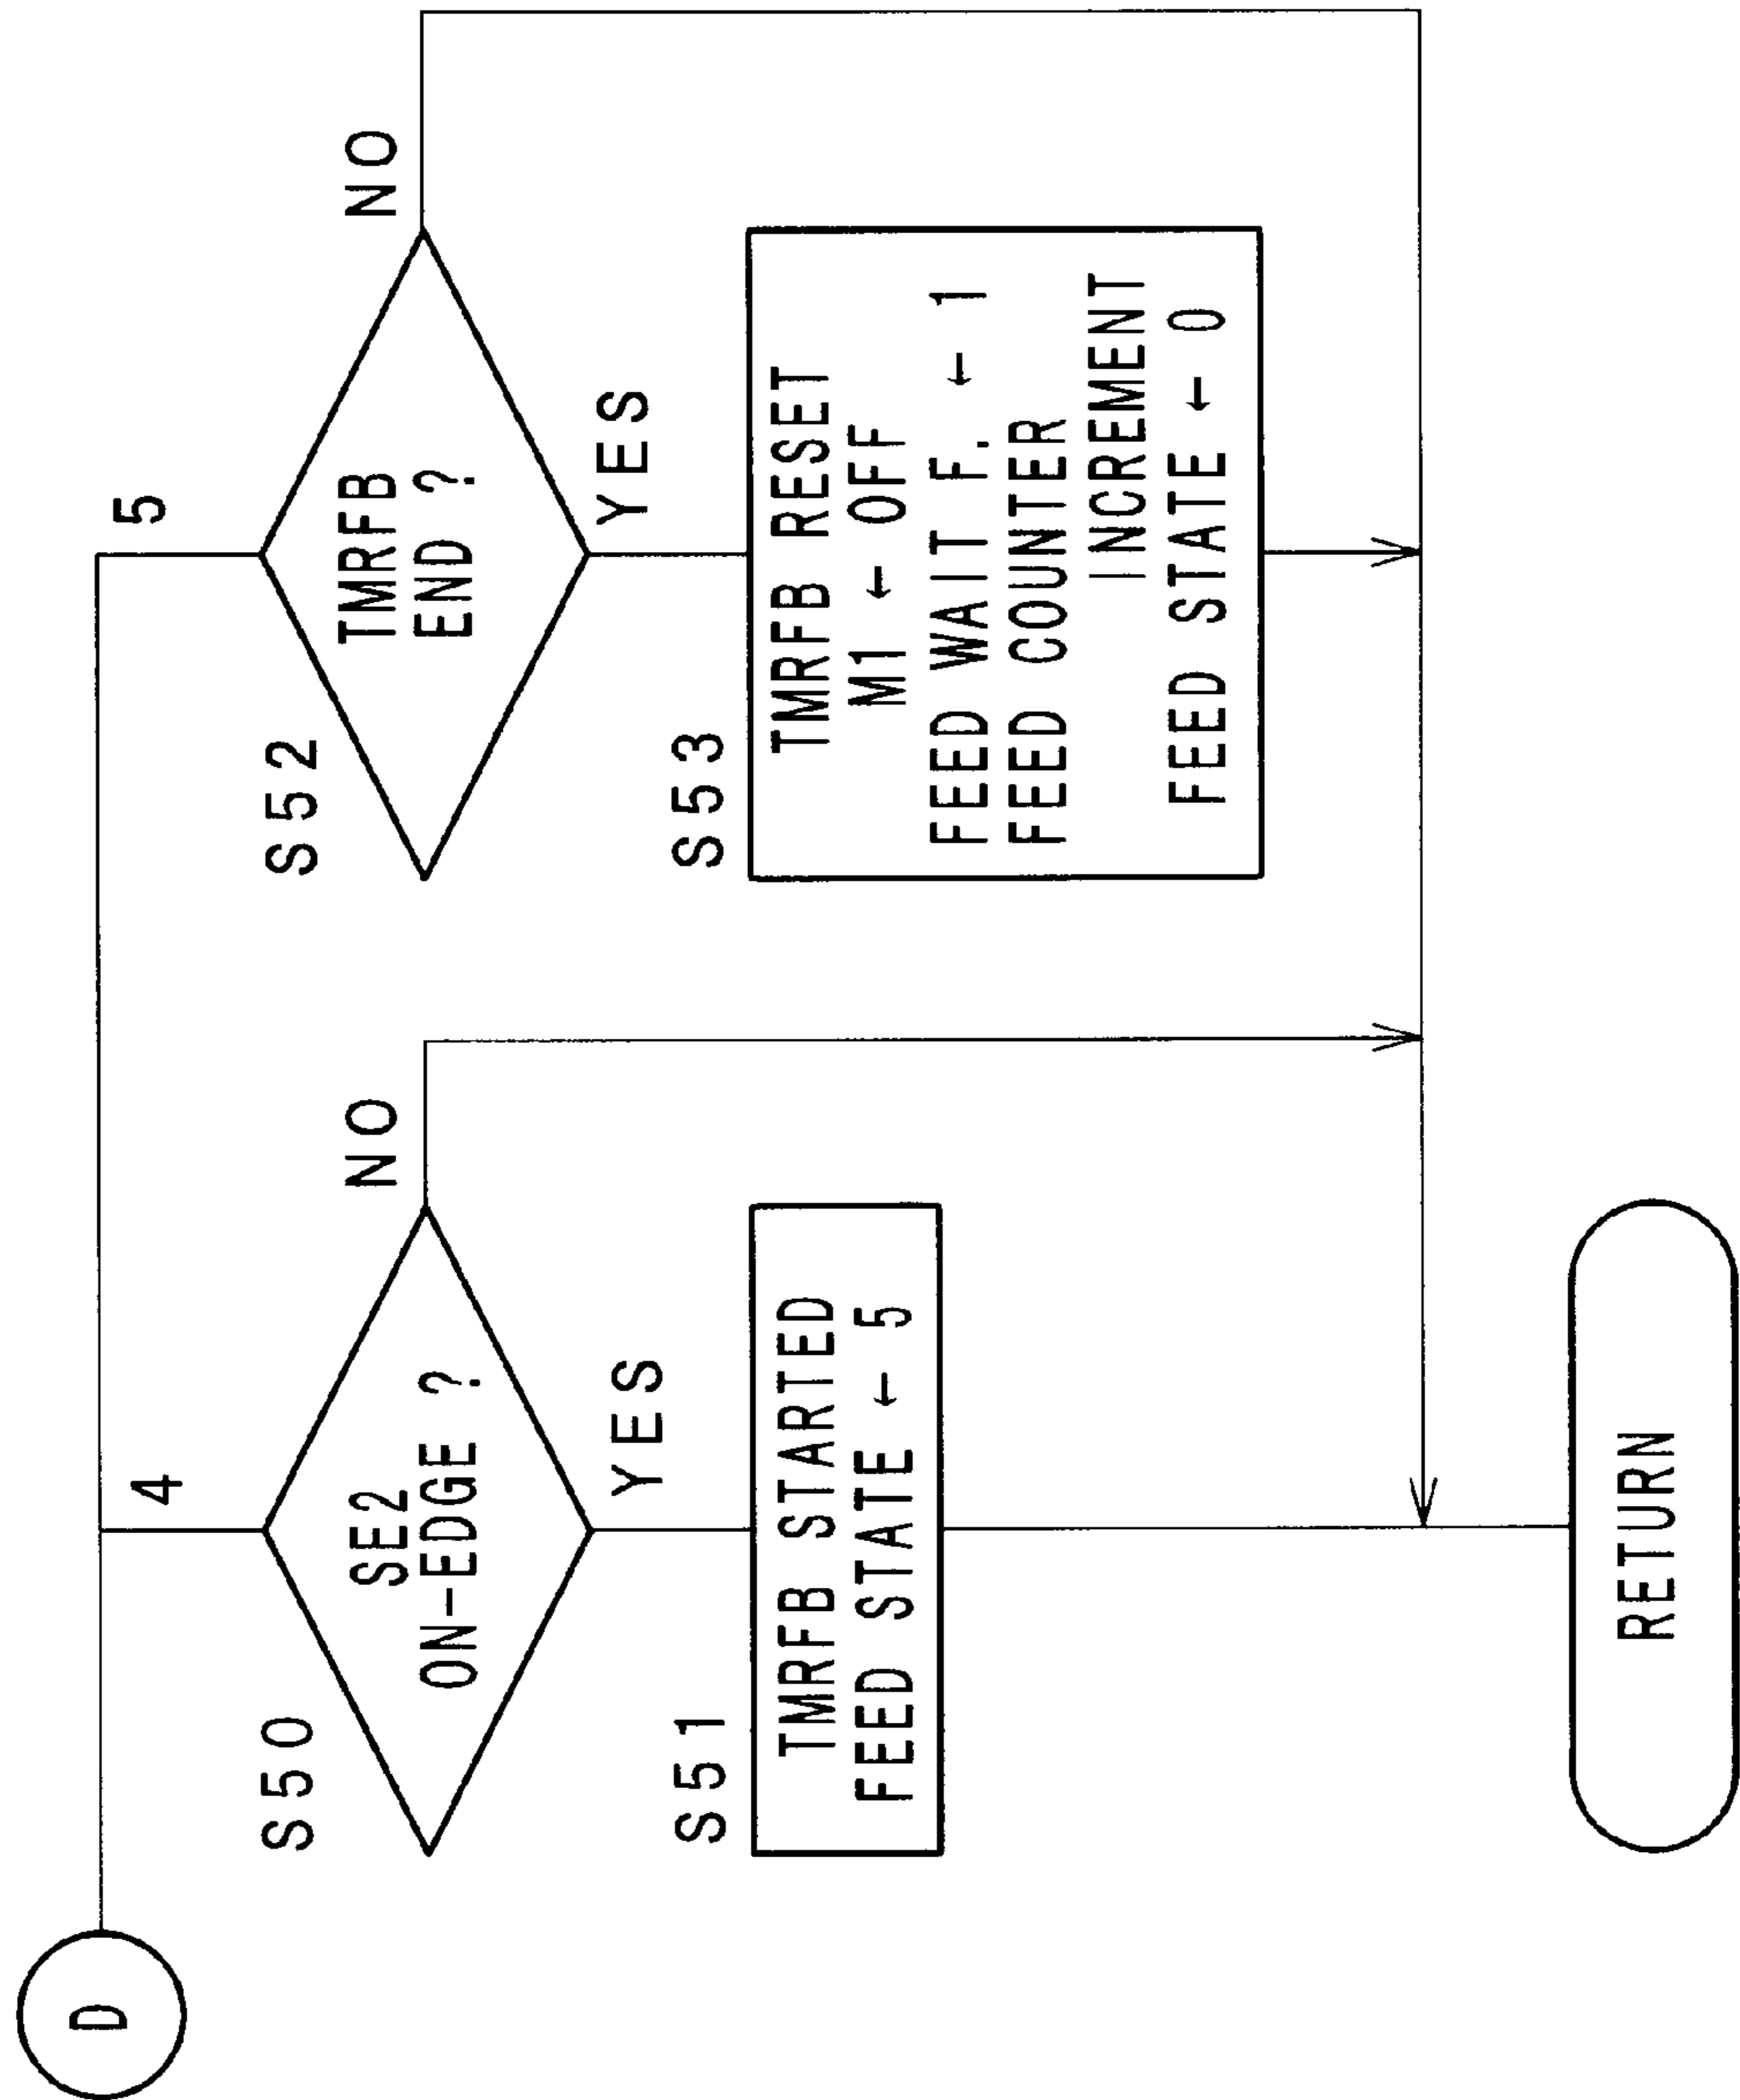 D
4
5
S50
SE2
ON-EDGE ?
NO
YES
S51
TMRFB STARTED
FEED STATE ← 5
S52
TMRFB
END ?
NO
YES
S53
TMRFB RESET
M1 ← OFF
FEED WAIT F. ← 1
FEED COUNTER
INCREMENT
FEED STATE ← 0
RETURN